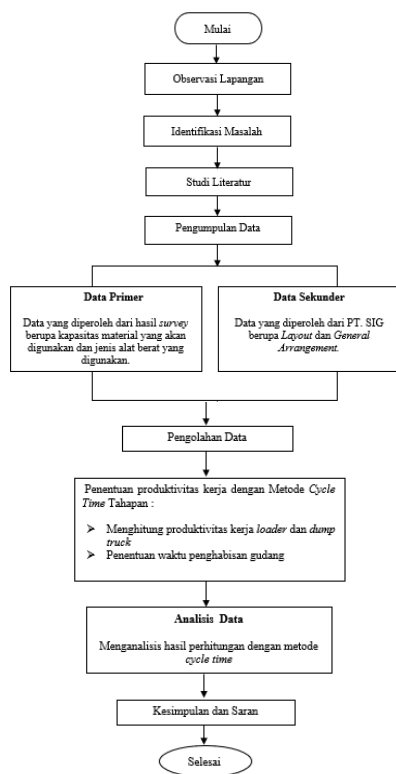 Mulai
Observasi Lapangan
Identifikasi Masalah
Studi Literatur
Pengumpulan Data
Data Primer
Data yang diperoleh dari hasil survey
berupa kapasitas material yang akan
digunakan dan jenis alat berat yang
digunakan.
Data Sekunder
Data yang diperoleh dari PT. SIG
berupa Layout dan General
Arrangement.
Pengolahan Data
Penentuan produktivitas kerja dengan Metode Cycle
Time Tahapan :
➤ Menghitung produktivitas kerja loader dan dump
truck
➤ Penentuan waktu penghabisan gudang
Analisis Data
Menganalisis hasil perhitungan dengan metode
cycle time
Kesimpulan dan Saran
Selesai